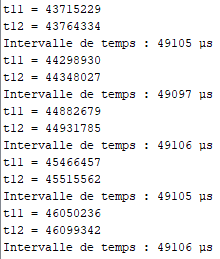 t11 = 43715229
t12 = 43764334
Intervalle de temps : 49105 µs
t11 = 44298930
t12 = 44348027
Intervalle de temps : 49097 µs
t11 = 44882679
t12 = 44931785
Intervalle de temps : 49106 µs
t11 = 45466457
t12 = 45515562
Intervalle de temps : 49105 µs
t11 = 46050236
t12 = 46099342
Intervalle de temps : 49106 µs